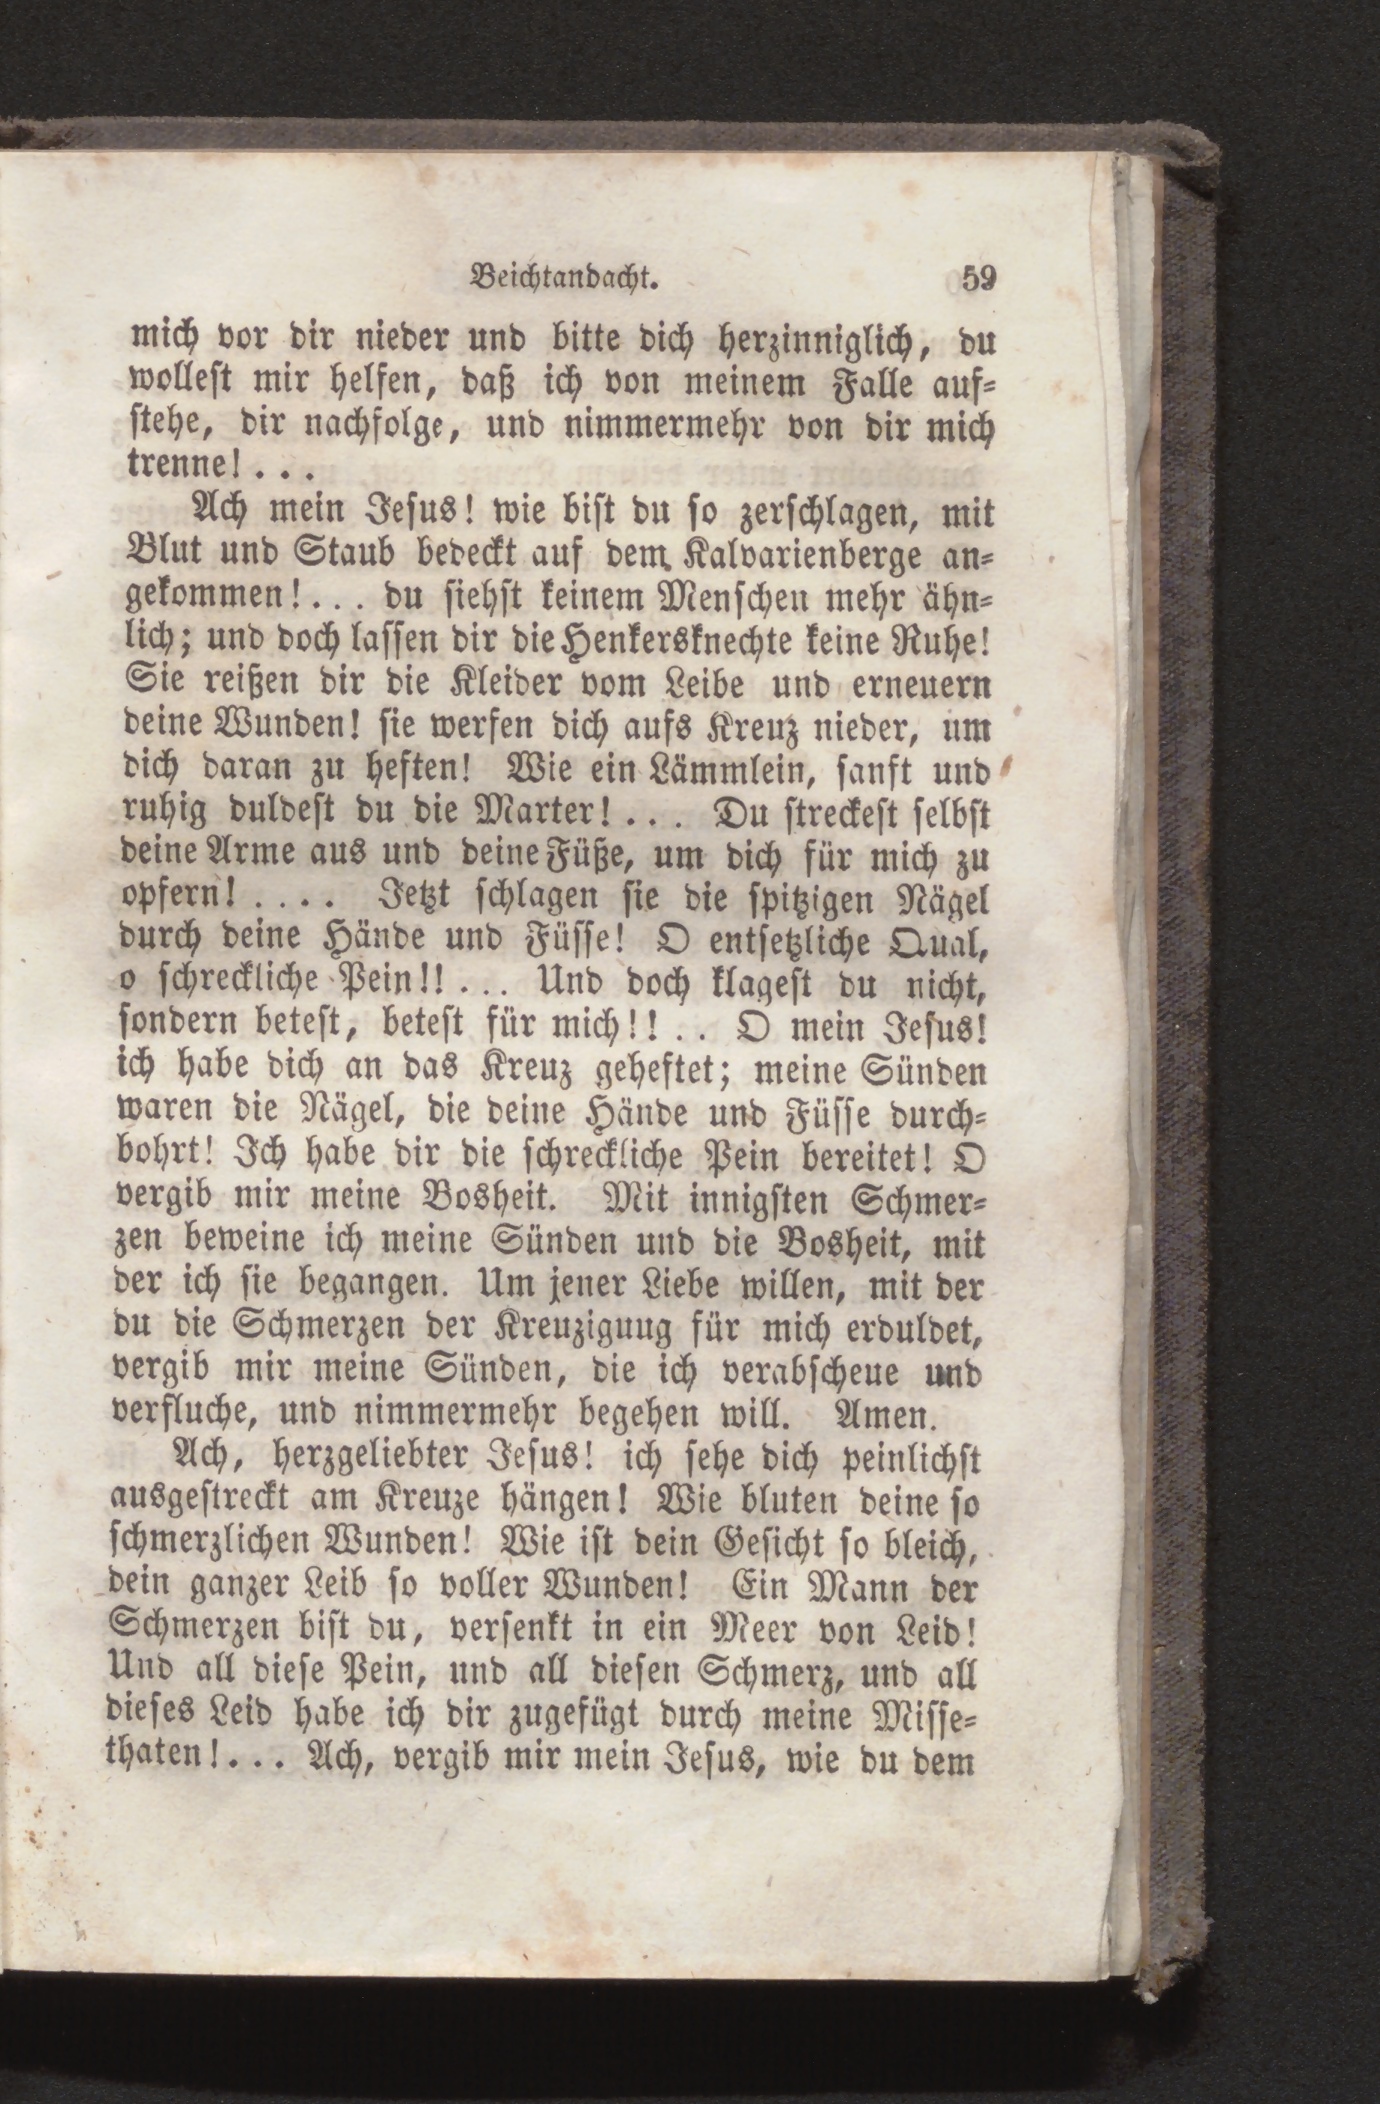 Beichtandacht. 59
mich vor dir nieder und bitte dich herzinniglich, du
wollest mir helfen, daß ich von meinem Falle auf=
stehe, dir nachfolge, und nimmermehr von dir mich
trenne! . . .
Ach mein Jesus! wie bist du so zerschlagen, mit
Blut und Staub bedeckt auf dem Kalvarienberge an=
gekommen! . . . du siehst keinem Menschen mehr ähn=
lich; und doch lassen dir die Henkersknechte keine Ruhe!
Sie reißen dir die Kleider vom Leibe und erneuern
deine Wunden! sie werfen dich aufs Kreuz nieder, um
dich daran zu heften! Wie ein Lämmlein, sanft und
ruhig duldest du die Marter! . . . Du streckest selbst
deine Arme aus und deine Füße, um dich für mich zu
opfern! . . . . Jetzt schlagen sie die spitzigen Nägel
durch deine Hände und Füsse! O entsetzliche Qual,
o schreckliche Pein!! . . . Und doch klagest du nicht,
sondern betest, betest für mich!! . . O mein Jesus!
ich habe dich an das Kreuz geheftet; meine Sünden
waren die Nägel, die deine Hände und Füsse durch=
bohrt! Ich habe dir die schreckliche Pein bereitet! O
vergib mir meine Bosheit. Mit innigsten Schmer=
zen beweine ich meine Sünden und die Bosheit, mit
der ich sie begangen. Um jener Liebe willen, mit der
du die Schmerzen der Kreuziguug für mich erduldet,
vergib mir meine Sünden, die ich verabscheue und
verfluche, und nimmermehr begehen will. Amen.
Ach, herzgeliebter Jesus! ich sehe dich peinlichst
ausgestreckt am Kreuze hängen! Wie bluten deine so
schmerzlichen Wunden! Wie ist dein Gesicht so bleich,
dein ganzer Leib so voller Wunden! Ein Mann der
Schmerzen bist du, versenkt in ein Meer von Leid!
Und all diese Pein, und all diesen Schmerz, und all
dieses Leid habe ich dir zugefügt durch meine Misse=
thaten! . . . Ach, vergib mir mein Jesus, wie du dem